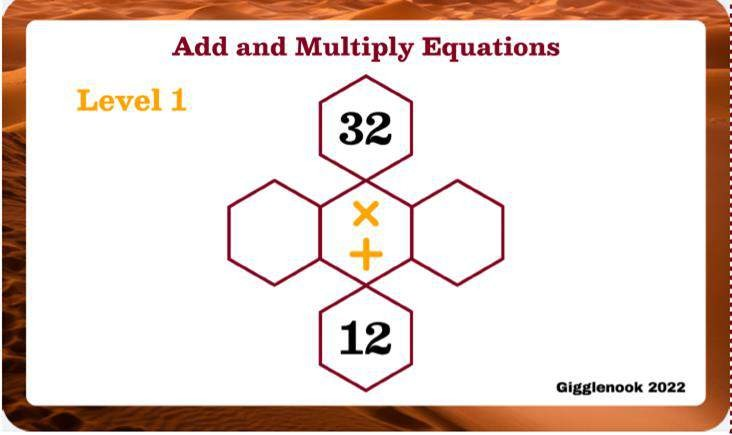 Add and Multiply Equations
Level 1
32
×
+
12
Gigglenook 2022